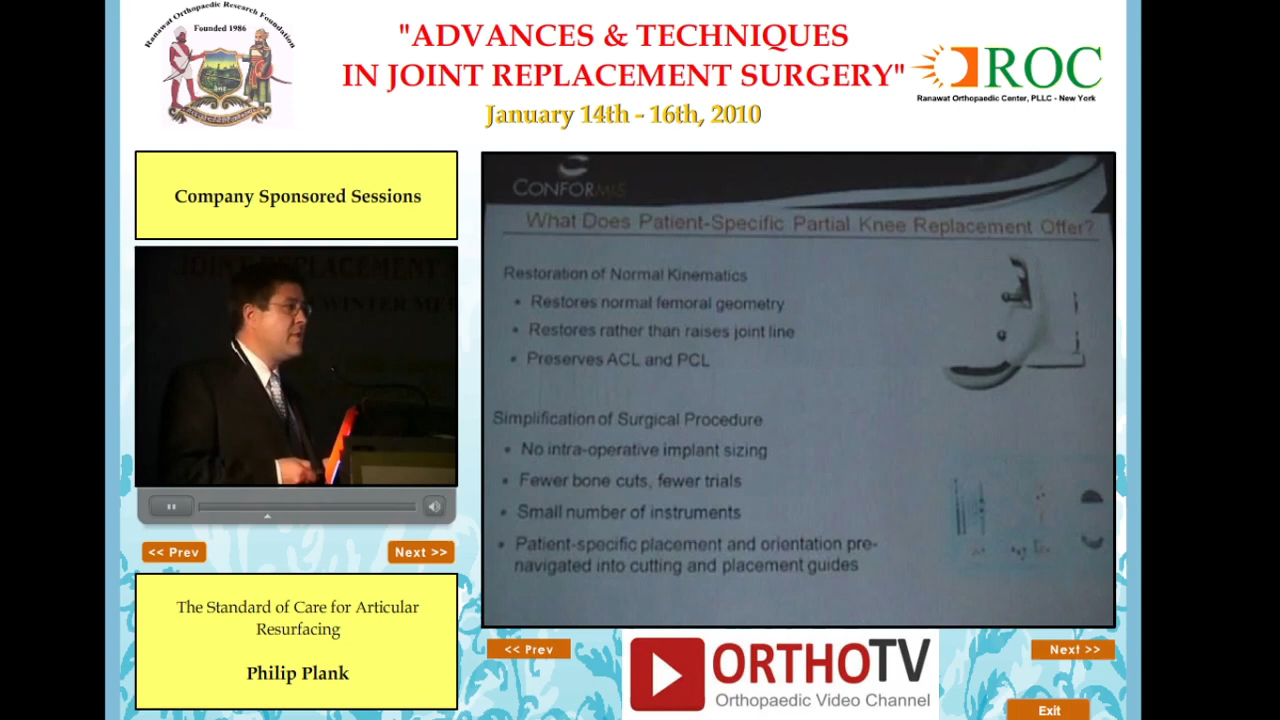 Ranawat Orthopaedic Research Foundation
Founded 1986
"ADVANCES & TECHNIQUES
IN JOINT REPLACEMENT SURGERY"
January 14th - 16th, 2010
ROC
Ranawat Orthopaedic Center, PLLC - New York
Company Sponsored Sessions
JOINT REPLACEMENT
WINTER ME
<< Prev
Next >>
The Standard of Care for Articular
Resurfacing
Philip Plank
CONFORMIS
What Does Patient-Specific Partial Knee Replacement Offer?
Restoration of Normal Kinematics
• Restores normal femoral geometry
• Restores rather than raises joint line
• Preserves ACL and PCL
Simplification of Surgical Procedure
• No intra-operative implant sizing
• Fewer bone cuts, fewer trials
• Small number of instruments
• Patient-specific placement and orientation pre-
navigated into cutting and placement guides
<< Prev
ORTHOTV
Orthopaedic Video Channel
Next >>
Exit